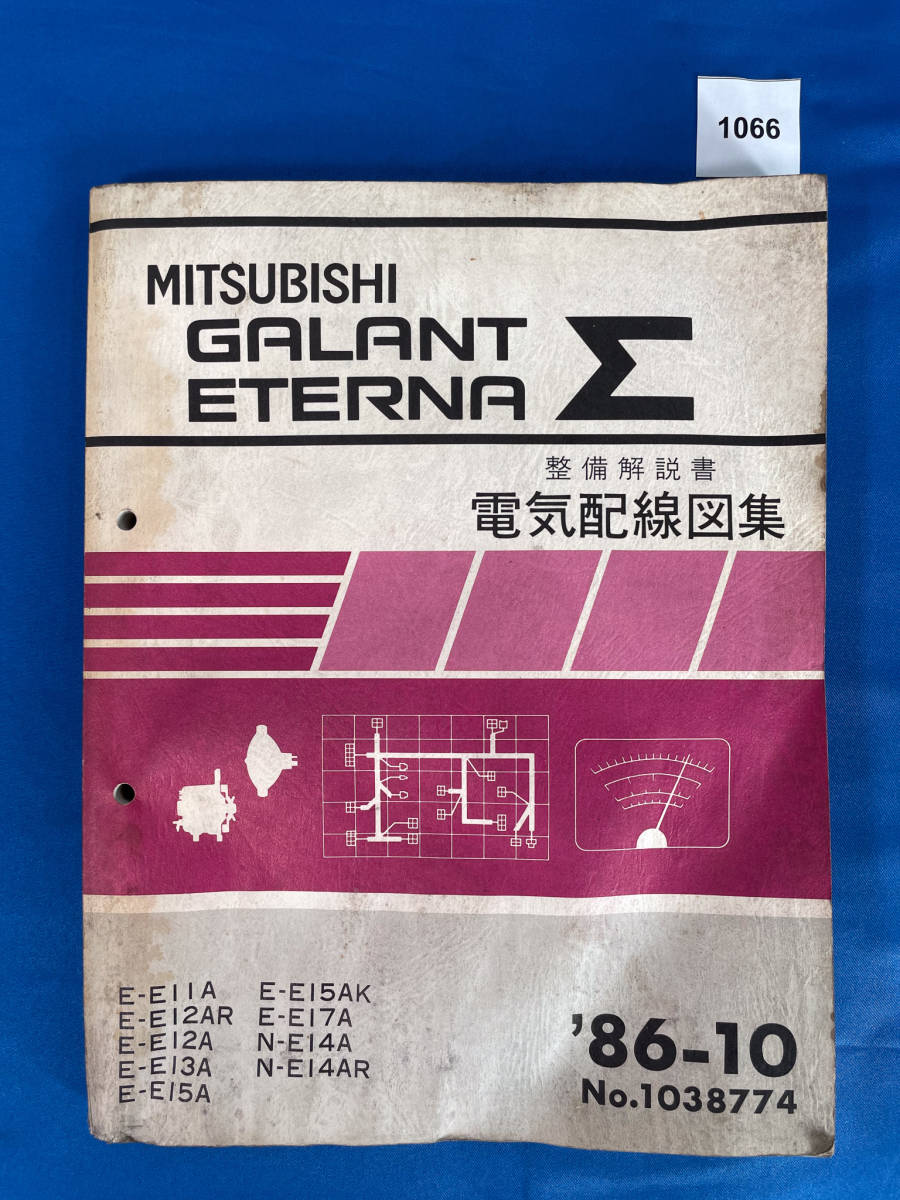 1066
MITSUBISHI
GALANT
ETERNA Σ
整備解説書
電気配線図集
E-E11A E-E15AK
E-E12AR E-E17A
E-E12A N-E14A
E-E13A N-E14AR
E-E15A
'86-10
No.1038774